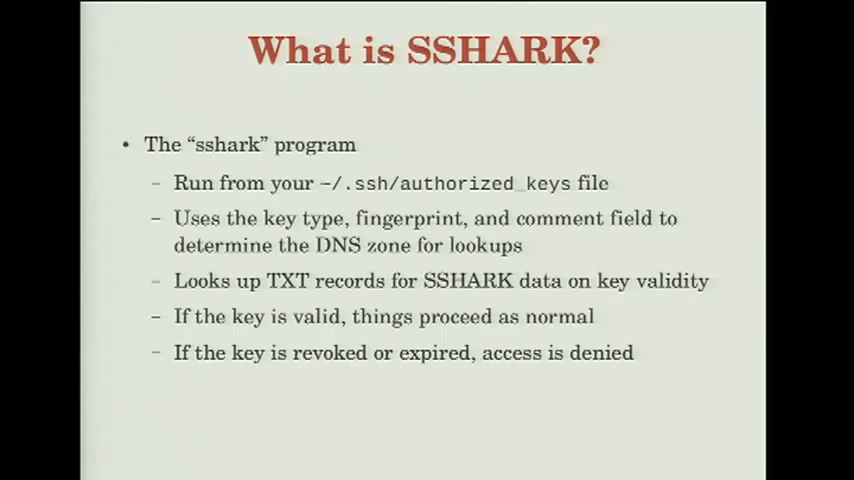 What is SSHARK?
• The “sshark” program
– Run from your ~/.ssh/authorized_keys file
– Uses the key type, fingerprint, and comment field to
determine the DNS zone for lookups
– Looks up TXT records for SSHARK data on key validity
– If the key is valid, things proceed as normal
– If the key is revoked or expired, access is denied